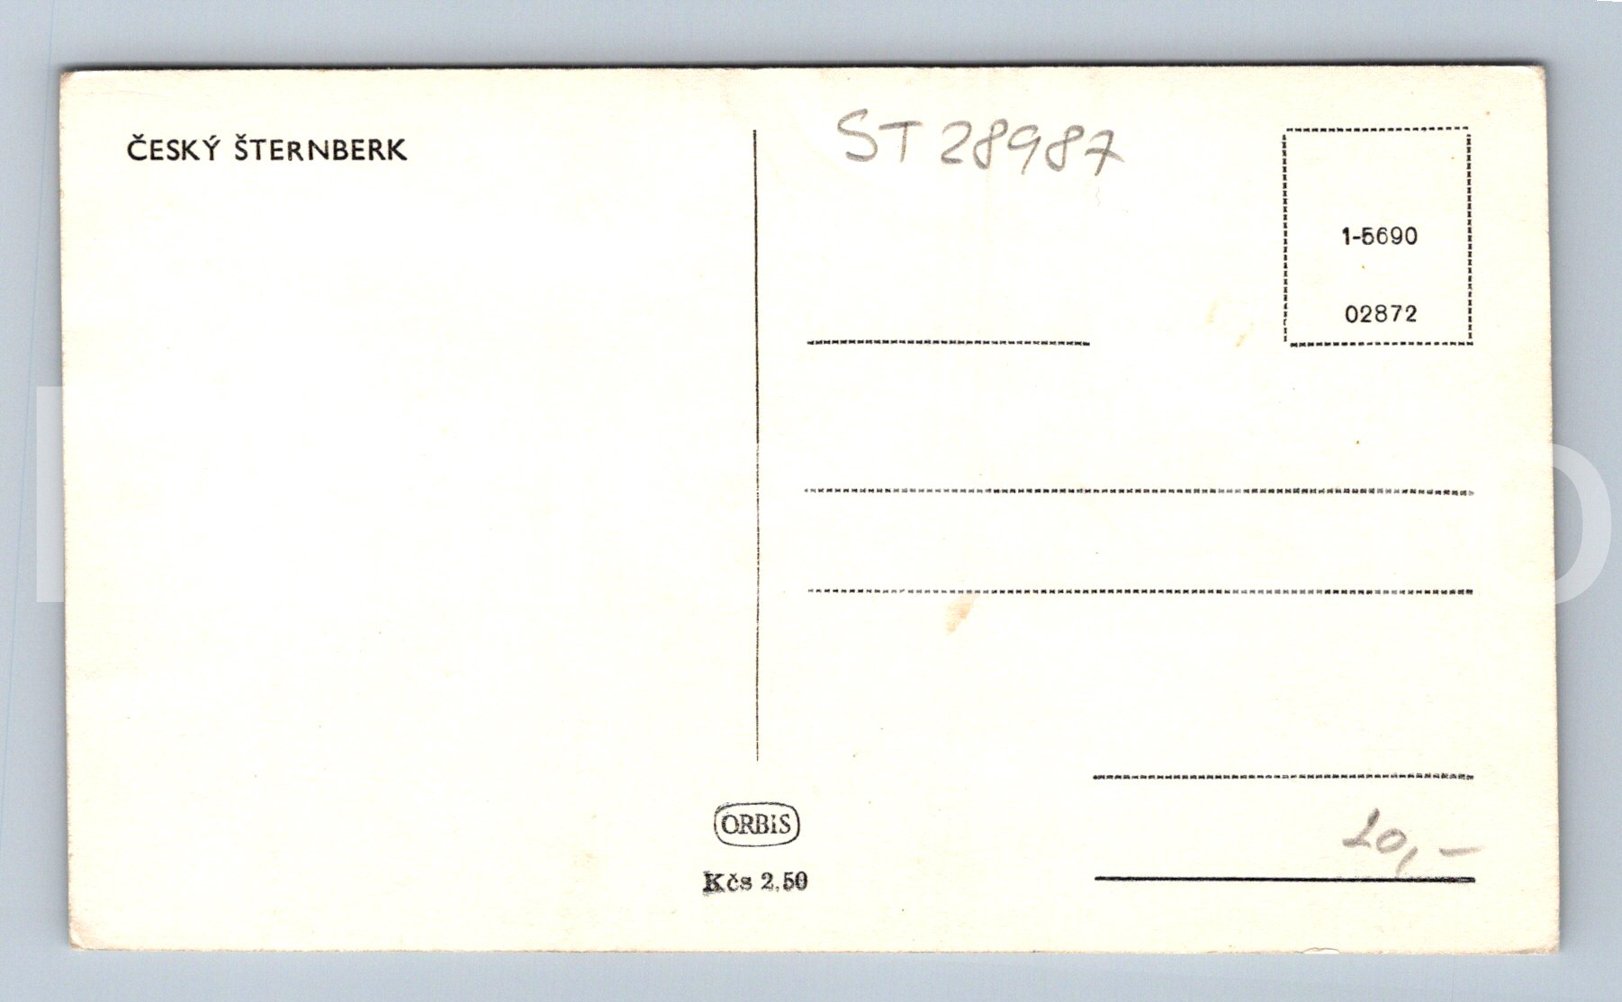 ČESKÝ ŠTERNBERK
ST 28987
1-5690
02872
ORBIS
Kčs 2,50
20,-